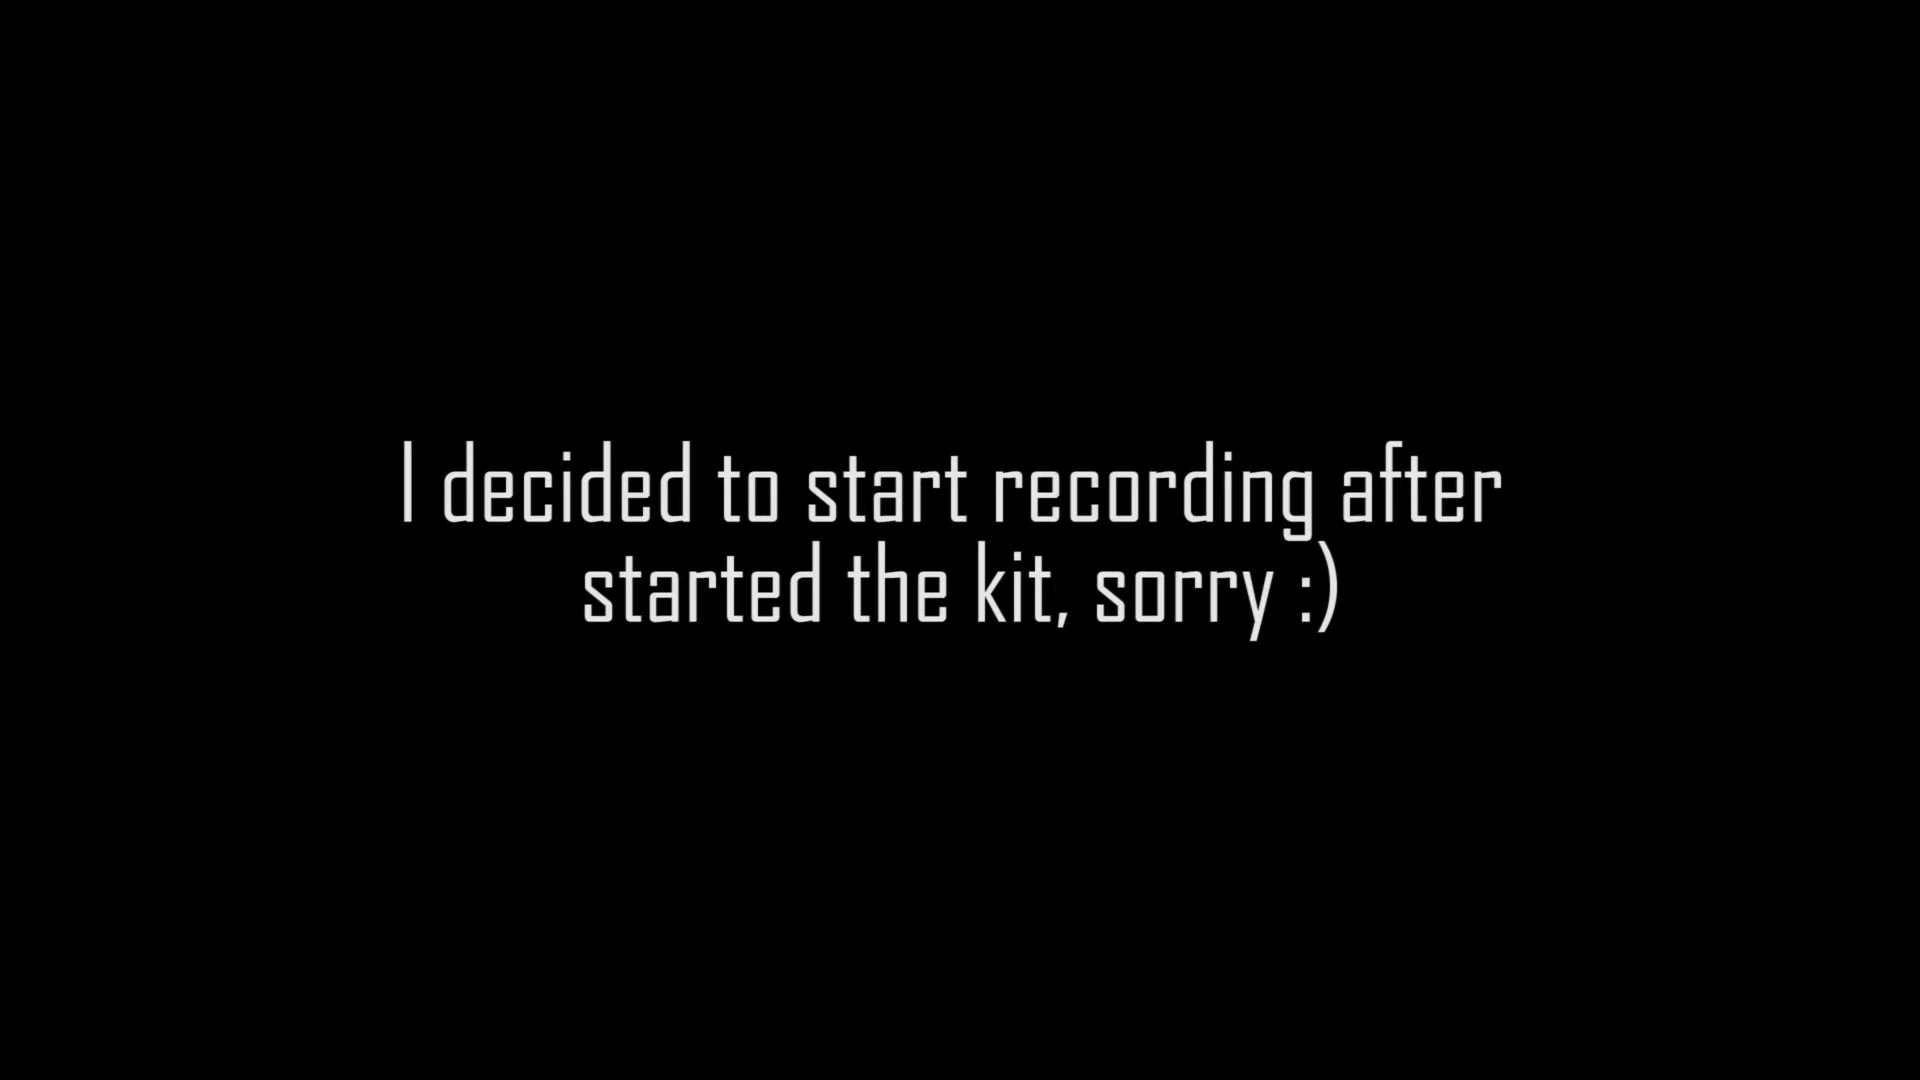 I decided to start recording after
started the kit, sorry :)